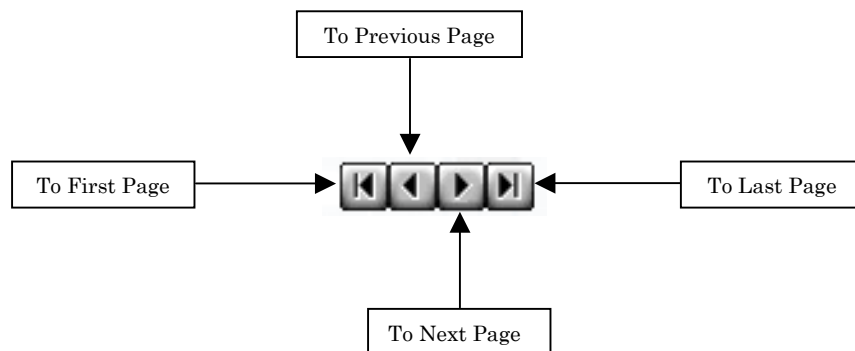 To Previous Page
To First Page
To Last Page
To Next Page